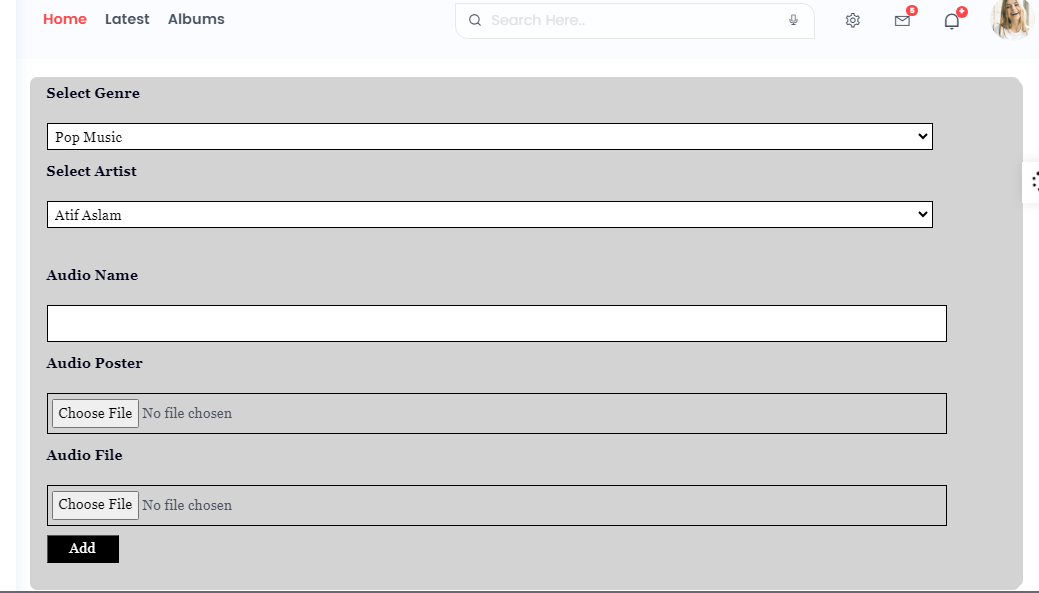 Home Latest Albums Search Here.. 5
Select Genre
Pop Music
Select Artist
Atif Aslam
Audio Name
Audio Poster
Choose File No file chosen
Audio File
Choose File No file chosen
Add